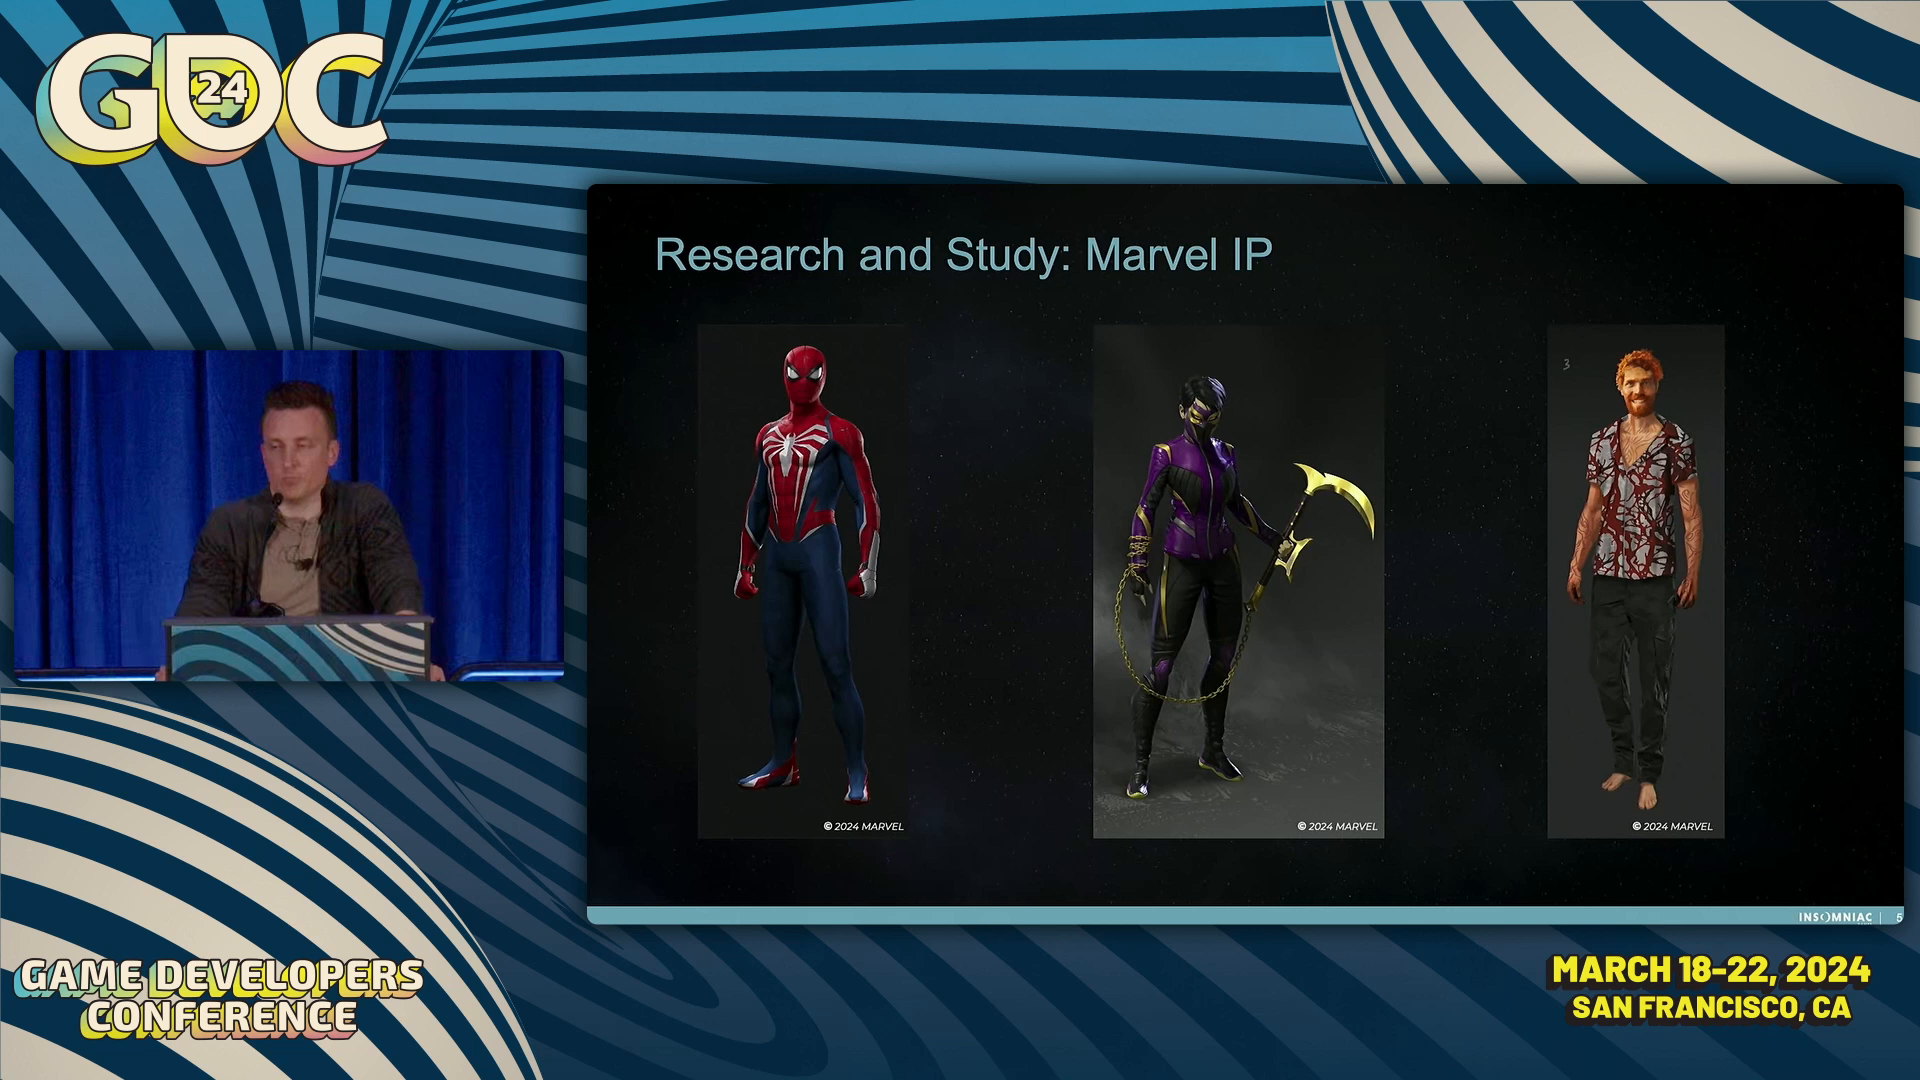 GDC
24
Research and Study: Marvel IP
3
© 2024 MARVEL
© 2024 MARVEL
© 2024 MARVEL
INSOMNIAC | 5
GAME DEVELOPERS
CONFERENCE
MARCH 18-22, 2024
SAN FRANCISCO, CA